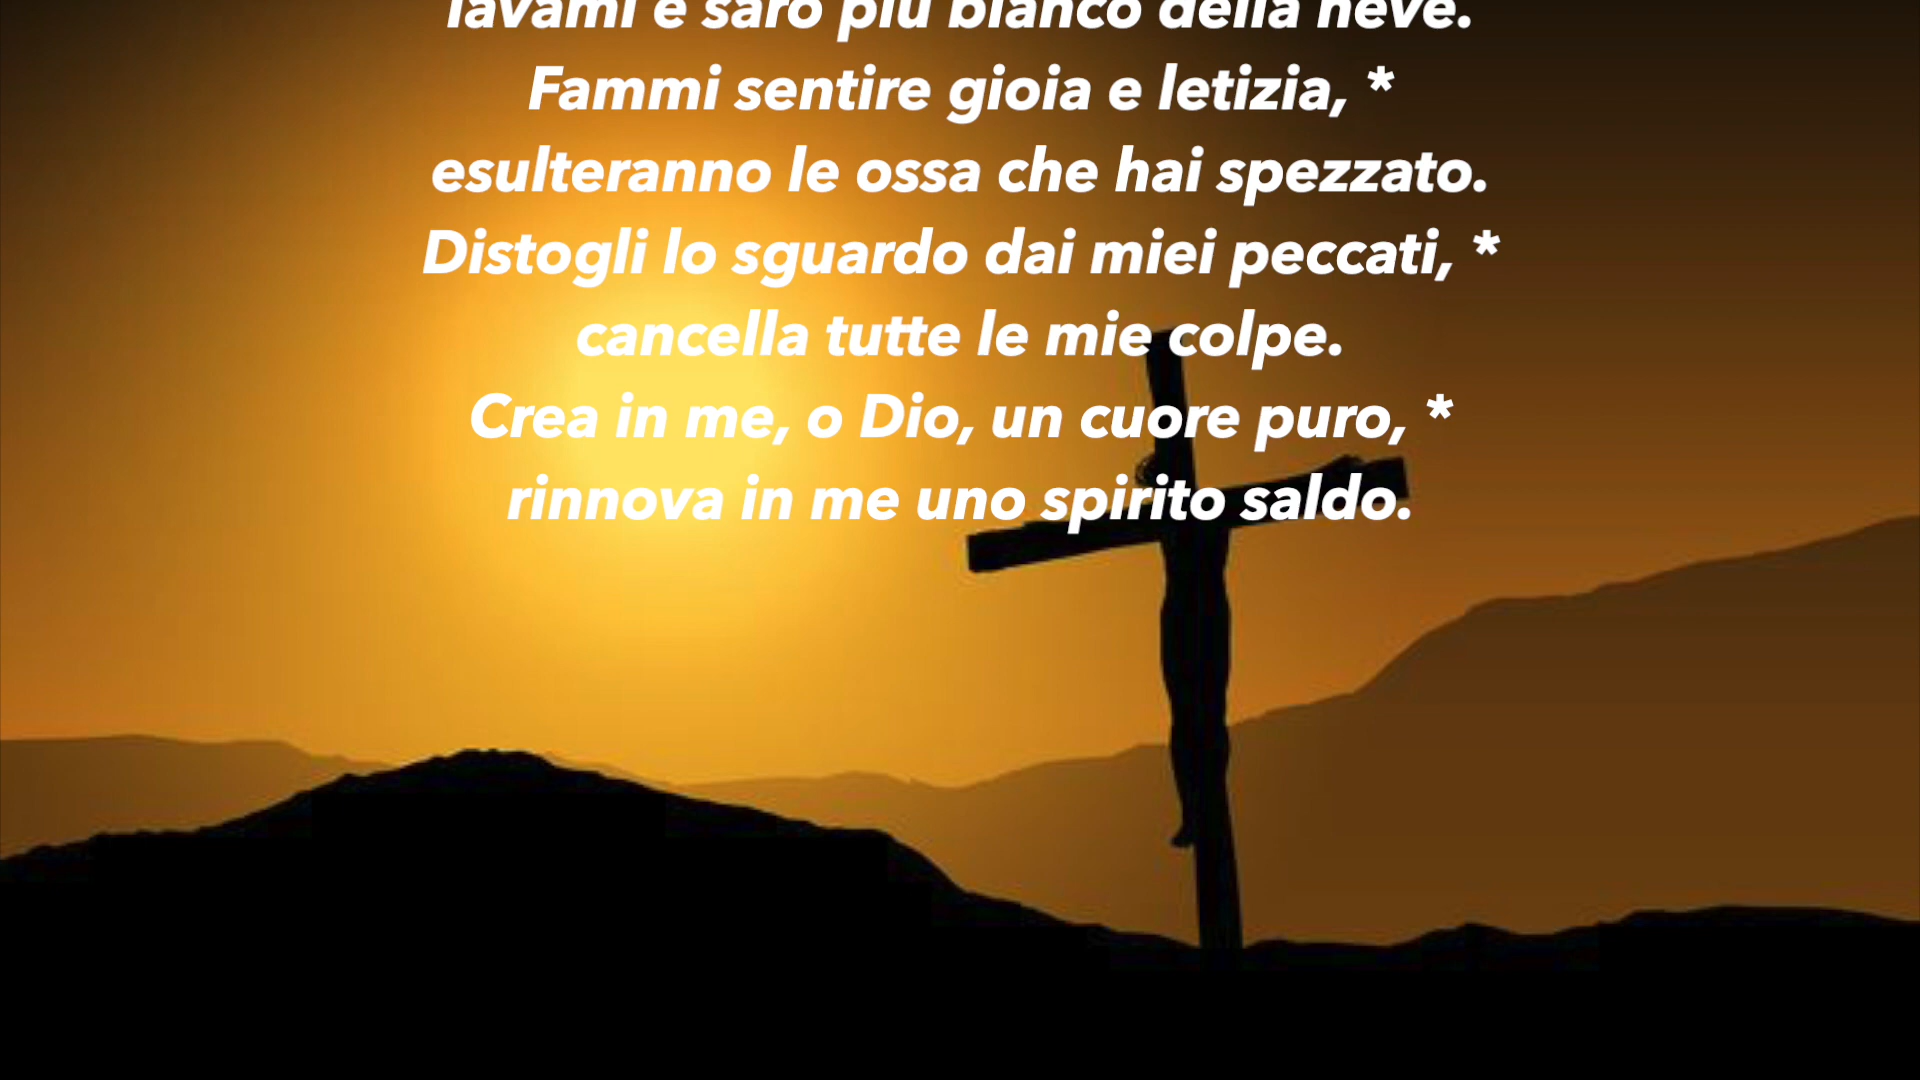 lavami e sarò più bianco della neve.
Fammi sentire gioia e letizia, *
esulteranno le ossa che hai spezzato.
Distogli lo sguardo dai miei peccati, *
cancella tutte le mie colpe.
Crea in me, o Dio, un cuore puro, *
rinnova in me uno spirito saldo.